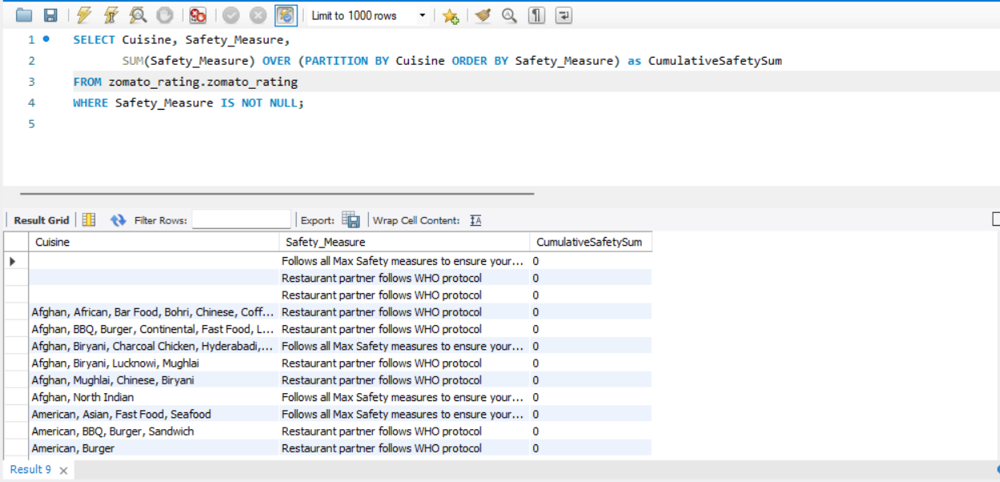 Limit to 1000 rows
1 SELECT Cuisine, Safety_Measure,
2 SUM(Safety_Measure) OVER (PARTITION BY Cuisine ORDER BY Safety_Measure) as CumulativeSafetySum
3 FROM zomato_rating.zomato_rating
4 WHERE Safety_Measure IS NOT NULL;
5
Result Grid Filter Rows: Export: Wrap Cell Content: IA
Cuisine Safety_Measure CumulativeSafetySum
Follows all Max Safety measures to ensure your... 0
Restaurant partner follows WHO protocol 0
Restaurant partner follows WHO protocol 0
Afghan, African, Bar Food, Bohri, Chinese, Coff... Restaurant partner follows WHO protocol 0
Afghan, BBQ, Burger, Continental, Fast Food, L... Restaurant partner follows WHO protocol 0
Afghan, Biryani, Charcoal Chicken, Hyderabadi,... Follows all Max Safety measures to ensure your... 0
Afghan, Biryani, Lucknowi, Mughlai Restaurant partner follows WHO protocol 0
Afghan, Mughlai, Chinese, Biryani Restaurant partner follows WHO protocol 0
Afghan, North Indian Follows all Max Safety measures to ensure your... 0
American, Asian, Fast Food, Seafood Follows all Max Safety measures to ensure your... 0
American, BBQ, Burger, Sandwich Restaurant partner follows WHO protocol 0
American, Burger Restaurant partner follows WHO protocol 0
Result 9